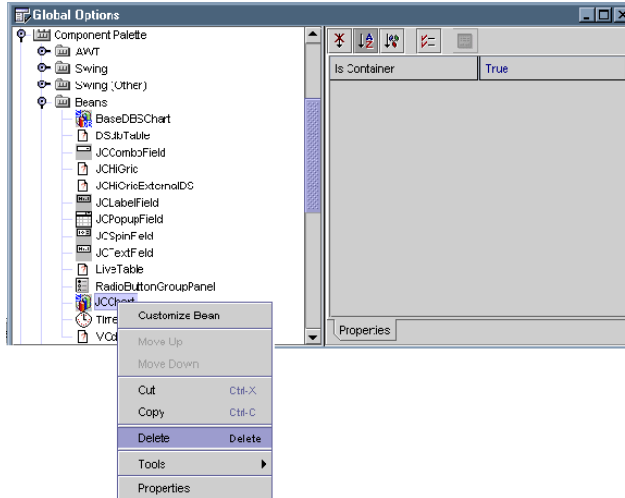 Global Options
Component Palette
AWT
Swing
Swing (Other)
Beans
BaseDBSChart
DSdbTable
JCComboField
JCHiGrid
JCHiGridExternalDS
JCLabelField
JCPopupField
JCSpinField
JCTextField
LiveTable
RadioButtonGroupPanel
JCChart
Is Container True
Properties
Customize Bean
Move Up
Move Down
Cut Ctrl-X
Copy Ctrl-C
Delete Delete
Tools
Properties